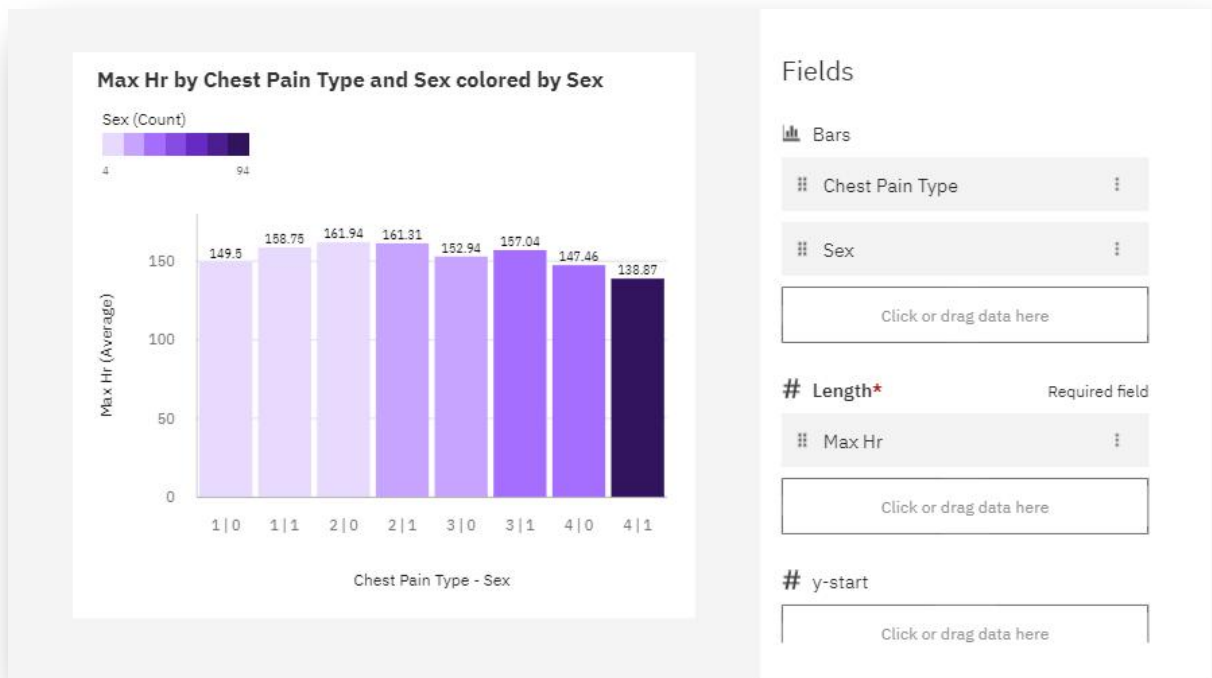 Max Hr by Chest Pain Type and Sex colored by Sex
Sex (Count)
4 94
Max Hr (Average)
150
100
50
0
149.5 158.75 161.94 161.31 152.94 157.04 147.46 138.87
1|0 1|1 2|0 2|1 3|0 3|1 4|0 4|1
Chest Pain Type - Sex
Fields
Bars
Chest Pain Type
Sex
Click or drag data here
# Length* Required field
Max Hr
Click or drag data here
# y-start
Click or drag data here